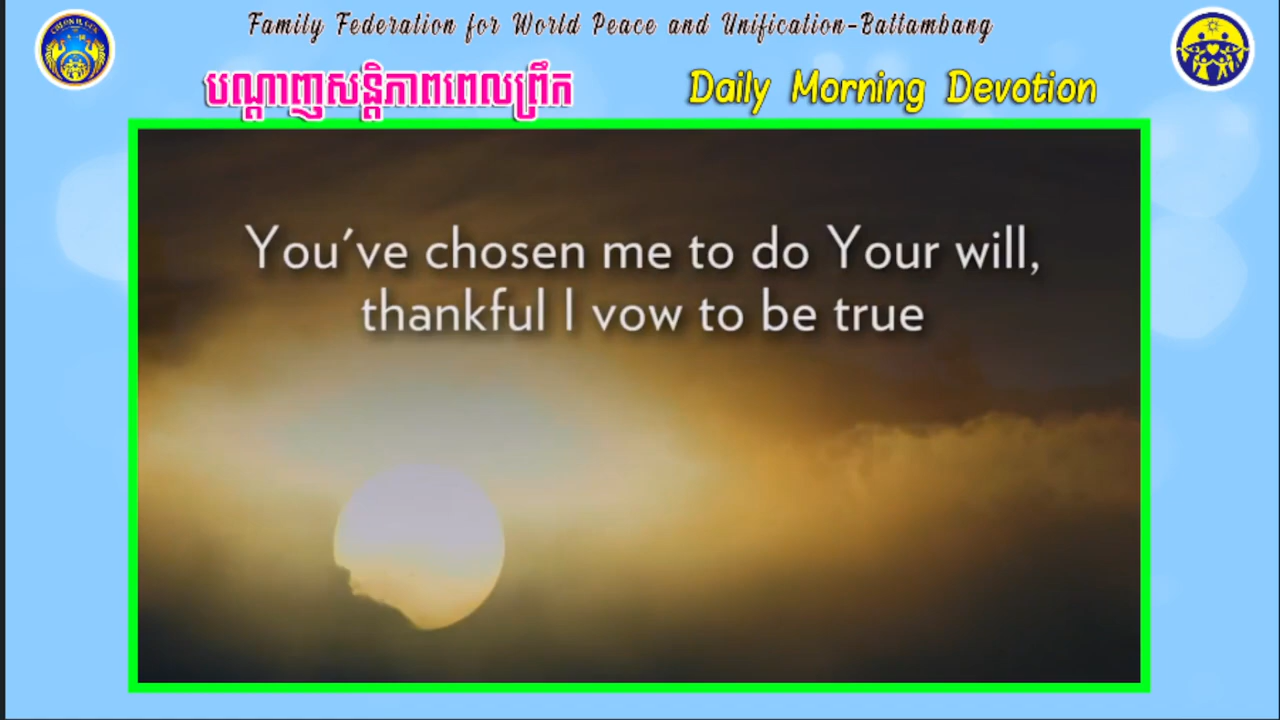 Family Federation for World Peace and Unification-Battambang
បណ្តាញសន្តិភាពពេលព្រឹក
Daily Morning Devotion
You've chosen me to do Your will,
thankful I vow to be true